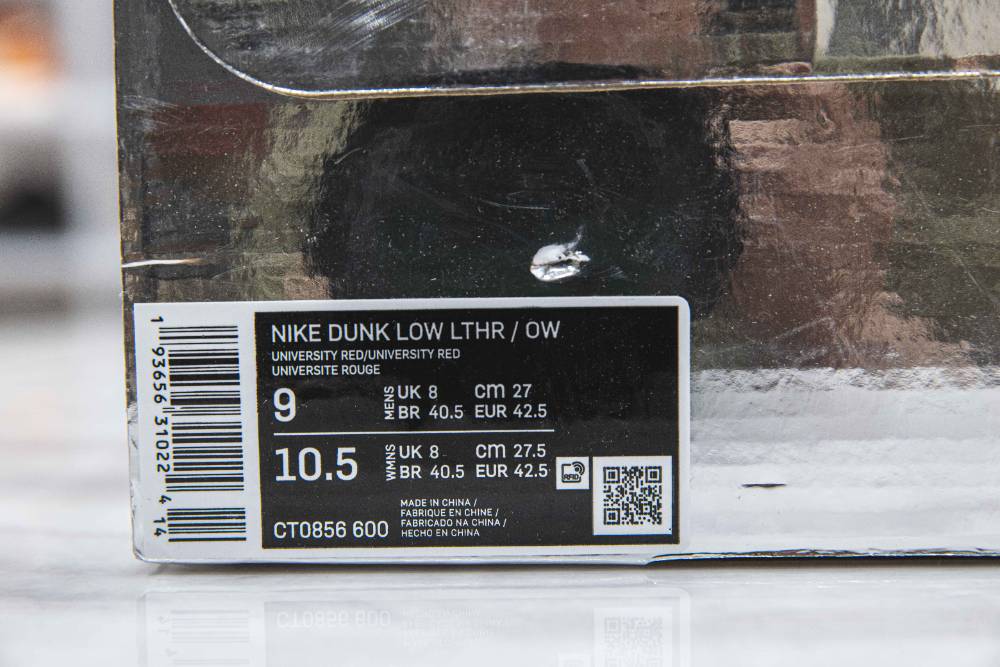 NIKE DUNK LOW LTHR / OW
UNIVERSITY RED/UNIVERSITY RED
UNIVERSITE ROUGE
9 MENS UK 8 cm 27
BR 40.5 EUR 42.5
10.5 WMNS UK 8 cm 27.5
BR 40.5 EUR 42.5
RFID
MADE IN CHINA /
FABRIQUE EN CHINE /
FABRICADO NA CHINA /
HECHO EN CHINA
CT0856 600
1 93656 31022 4 14